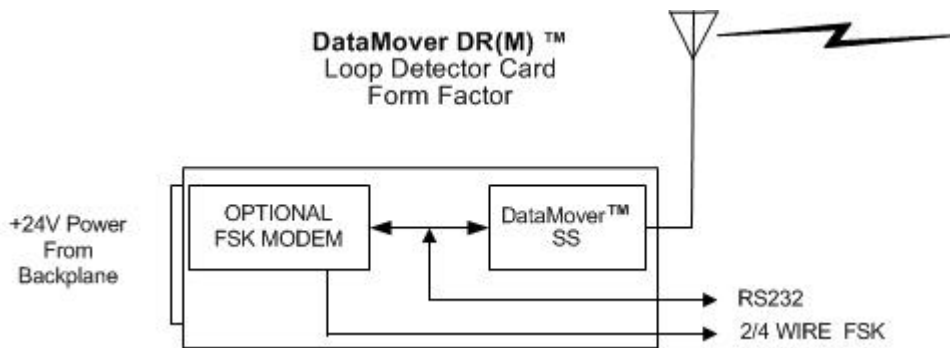 DataMover DR(M) ™
Loop Detector Card
Form Factor
+24V Power
From
Backplane
OPTIONAL
FSK MODEM
DataMover™
SS
RS232
2/4 WIRE FSK